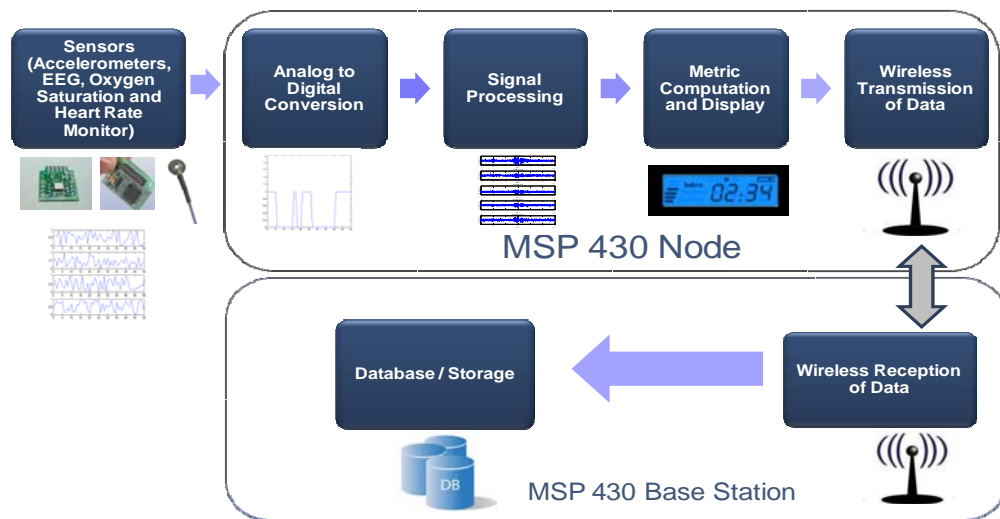 Sensors
(Accelerometers,
EEG, Oxygen
Saturation and
Heart Rate
Monitor)
Analog to
Digital
Conversion
Signal
Processing
Metric
Computation
and Display
Wireless
Transmission
of Data
02:34
MSP 430 Node
Database / Storage
Wireless Reception
of Data
DB
MSP 430 Base Station